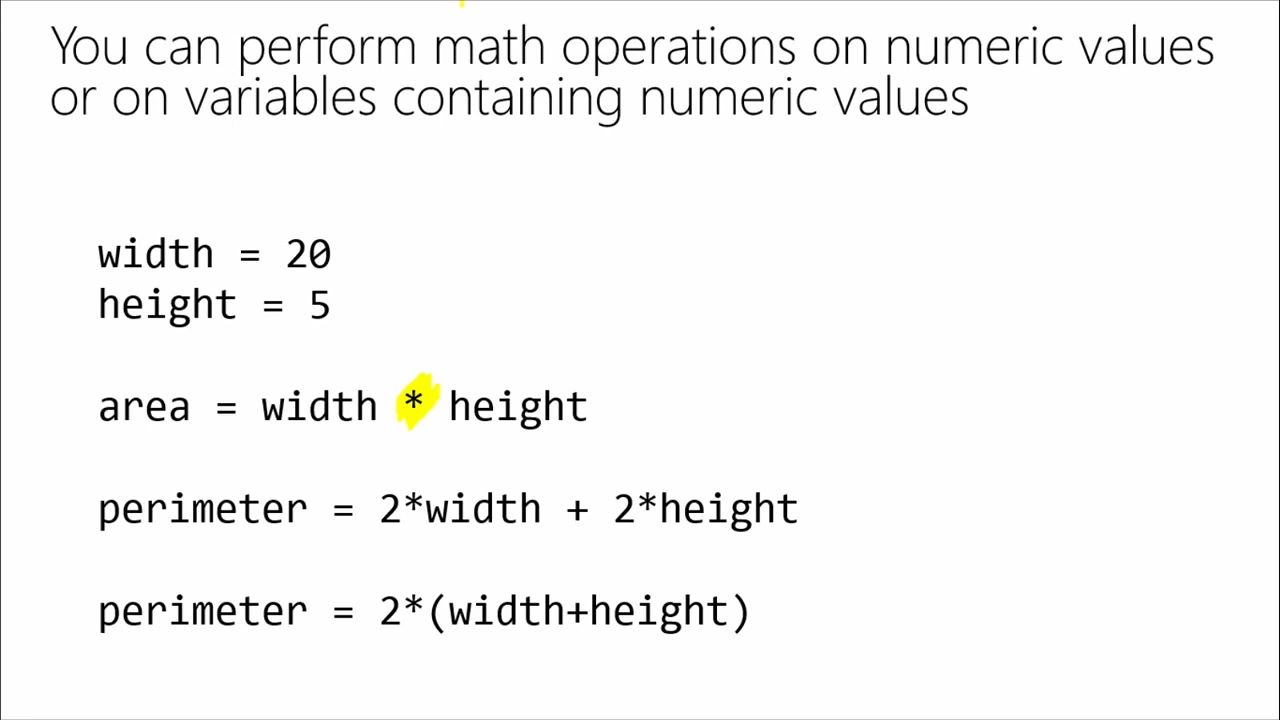 You can perform math operations on numeric values
or on variables containing numeric values
width = 20
height = 5
area = width * height
perimeter = 2*width + 2*height
perimeter = 2*(width+height)